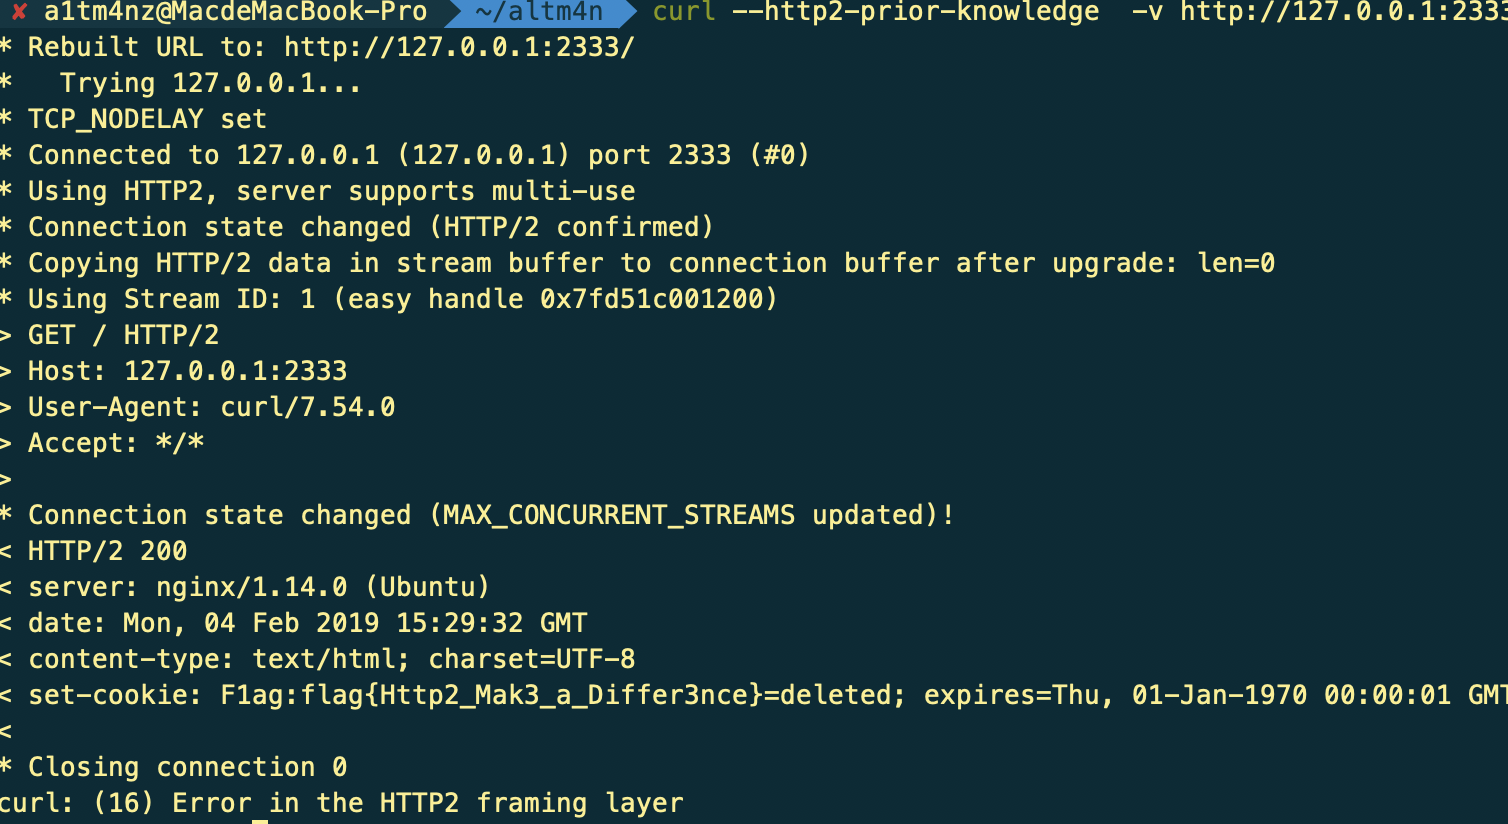 ✘ a1tm4nz@MacdeMacBook-Pro ~/altm4n curl --http2-prior-knowledge -v http://127.0.0.1:2333
* Rebuilt URL to: http://127.0.0.1:2333/
* Trying 127.0.0.1...
* TCP_NODELAY set
* Connected to 127.0.0.1 (127.0.0.1) port 2333 (#0)
* Using HTTP2, server supports multi-use
* Connection state changed (HTTP/2 confirmed)
* Copying HTTP/2 data in stream buffer to connection buffer after upgrade: len=0
* Using Stream ID: 1 (easy handle 0x7fd51c001200)
> GET / HTTP/2
> Host: 127.0.0.1:2333
> User-Agent: curl/7.54.0
> Accept: */*
>
* Connection state changed (MAX_CONCURRENT_STREAMS updated)!
< HTTP/2 200
< server: nginx/1.14.0 (Ubuntu)
< date: Mon, 04 Feb 2019 15:29:32 GMT
< content-type: text/html; charset=UTF-8
< set-cookie: F1ag:flag{Http2_Mak3_a_Differ3nce}=deleted; expires=Thu, 01-Jan-1970 00:00:01 GMT
<
* Closing connection 0
curl: (16) Error in the HTTP2 framing layer